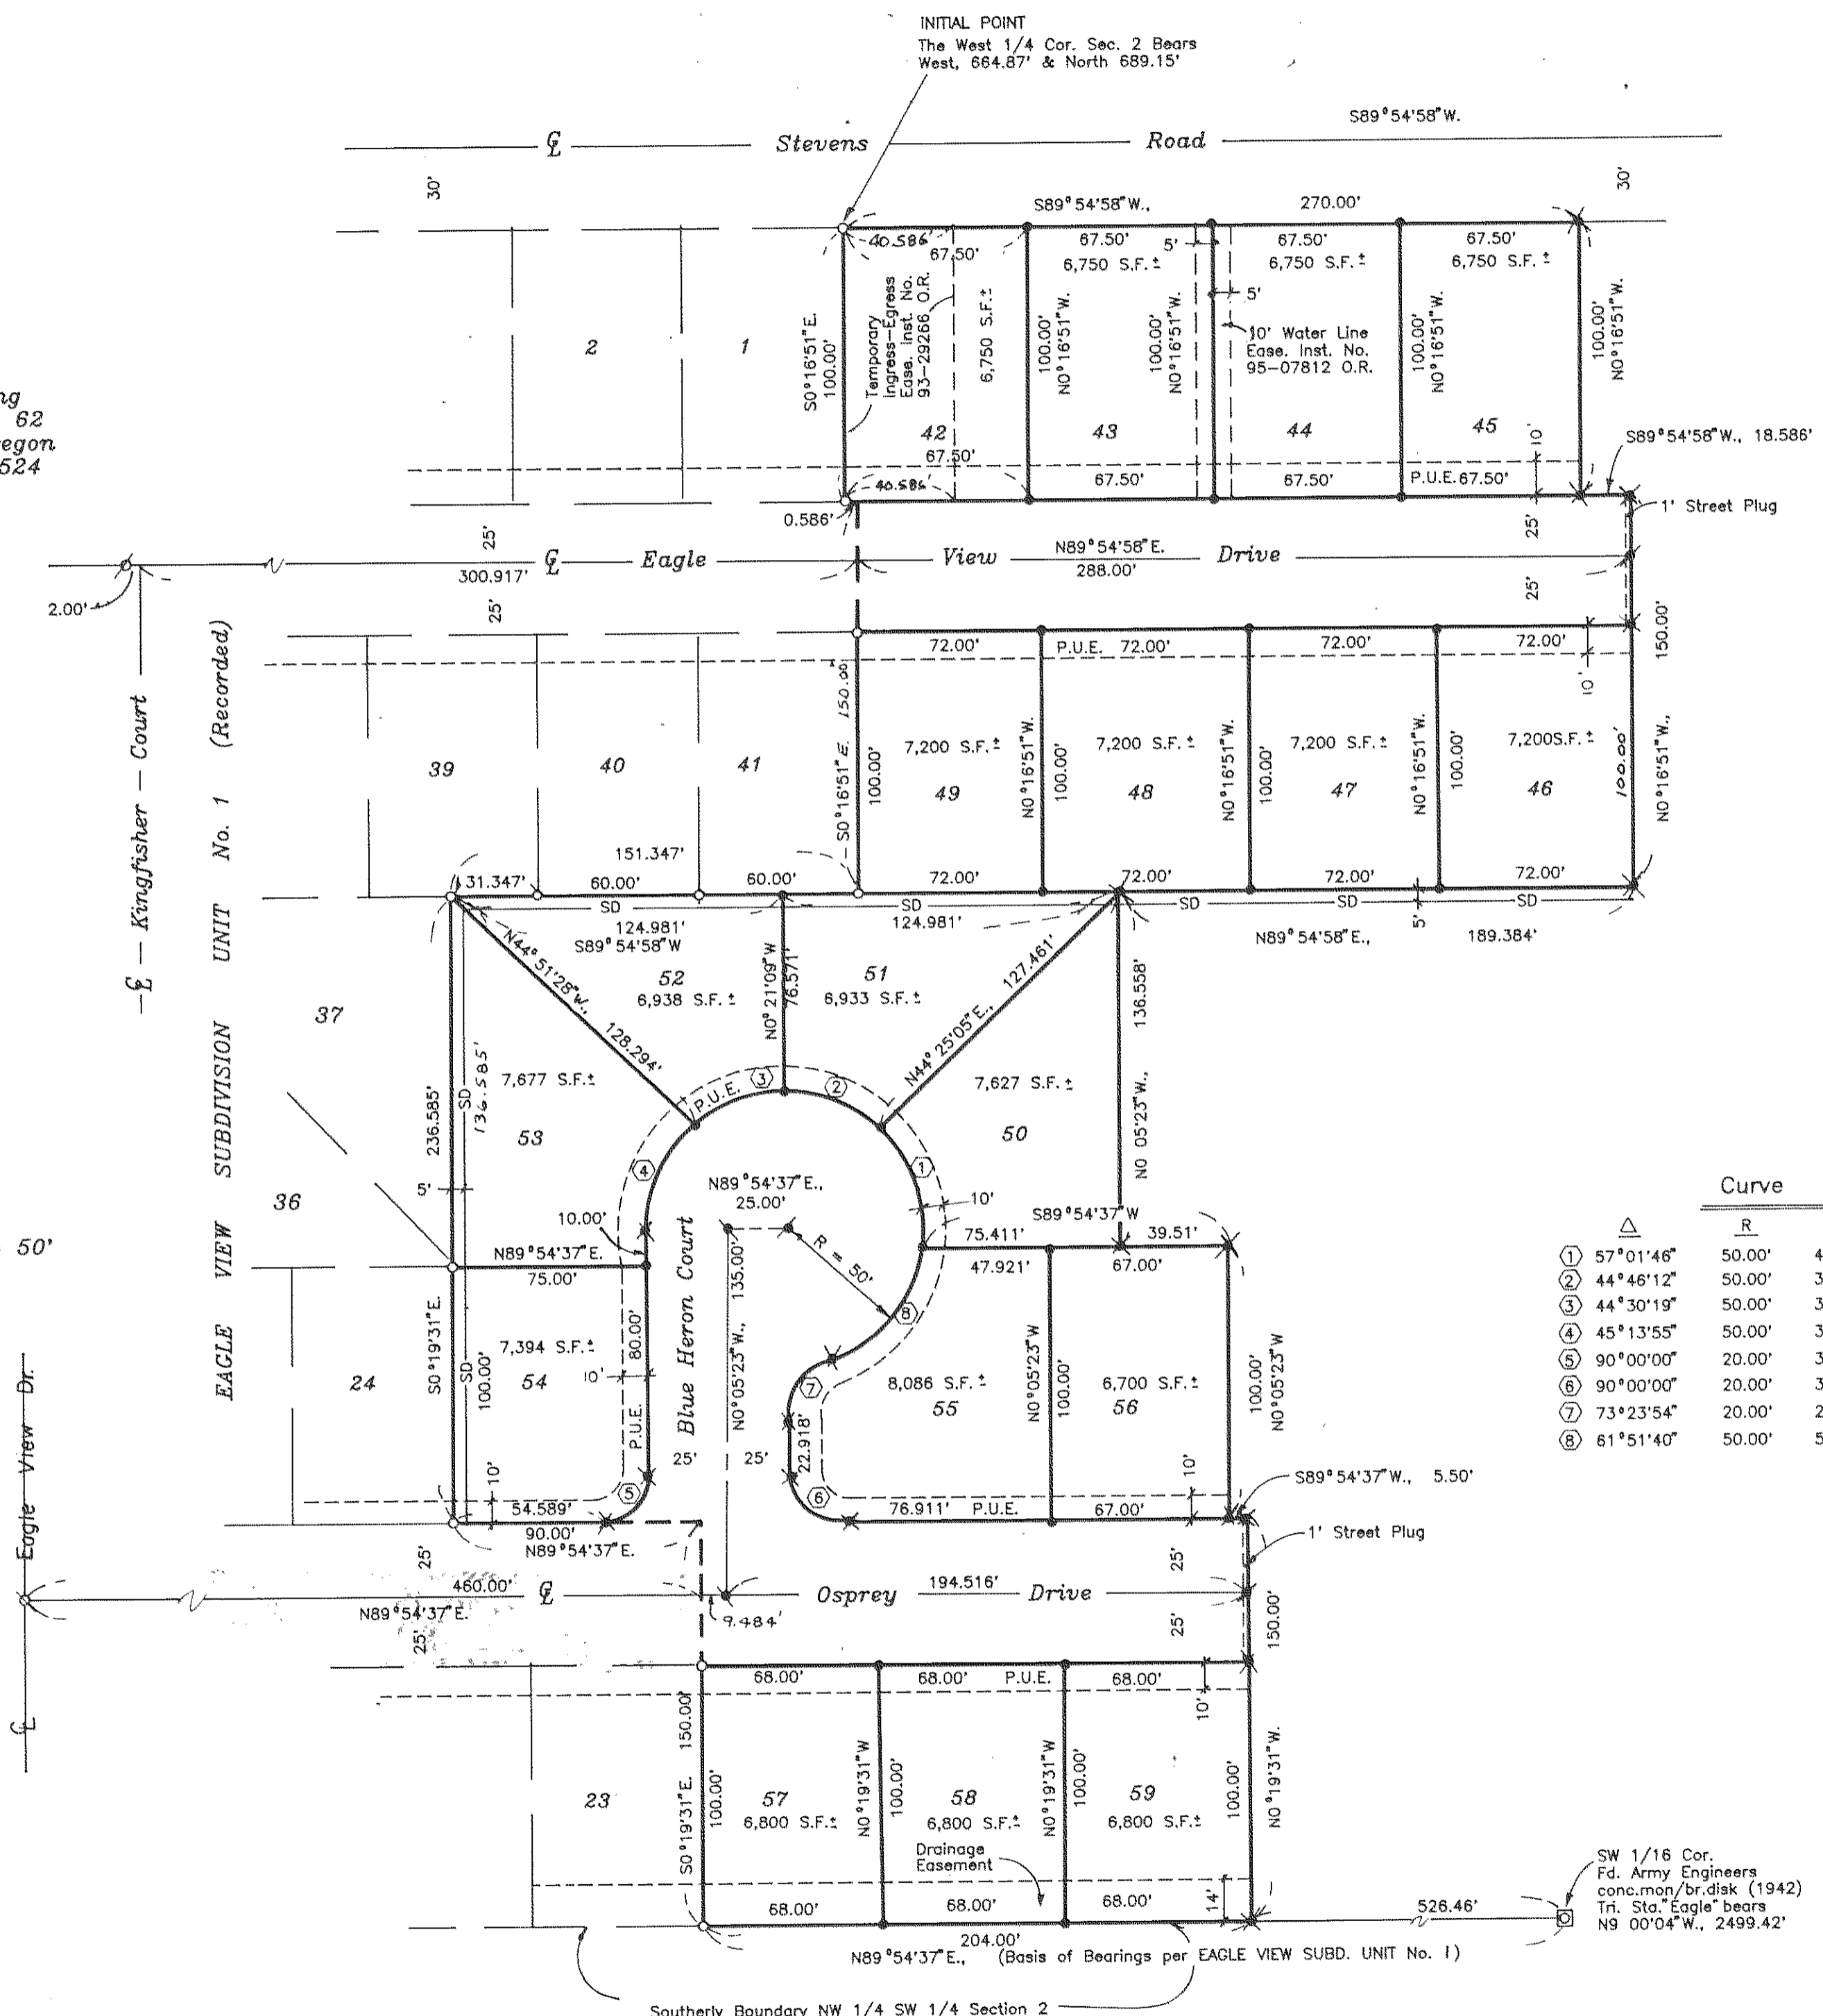 INITIAL POINT
The West 1/4 Cor. Sec. 2 Bears
West, 664.87' & North 689.15'
S89°54'58"W.
℄ Stevens Road
30'
30'
S89°54'58"W., 270.00'
40.586'
67.50'
67.50'
67.50'
67.50'
5'
6,750 S.F.±
6,750 S.F.±
6,750 S.F.±
6,750 S.F.±
5'
2
1
S0°16'51"E.
100.00'
Temporary
Ingress-Egress
Ease. Inst. No.
93-29266 O.R.
100.00'
N0°16'51"W.
100.00'
N0°16'51"W.
10' Water Line
Ease. Inst. No.
95-07812 O.R.
100.00'
N0°16'51"W.
100.00'
N0°16'51"W.
ng
62
egon
524
42
43
44
45
67.50'
10'
S89°54'58"W., 18.586'
40.586'
67.50'
67.50'
P.U.E. 67.50'
0.586'
1' Street Plug
25'
25'
℄ Eagle View Drive
N89°54'58"E.
300.917'
288.00'
2.00'
25'
25'
72.00'
P.U.E. 72.00'
72.00'
72.00'
10'
150.00'
℄ Kingfisher Court
EAGLE VIEW SUBDIVISION UNIT No. 1 (Recorded)
39
40
41
S0°16'51"E. 150.00
100.00'
7,200 S.F.±
49
N0°16'51"W.
100.00'
7,200 S.F.±
48
N0°16'51"W.
100.00'
7,200 S.F.±
47
N0°16'51"W.
100.00'
7,200S.F.±
46
100.00'
N0°16'51"W.,
151.347'
31.347'
60.00'
60.00'
72.00'
72.00'
72.00'
72.00'
SD
SD
SD
SD
SD
5'
124.981'
S89°54'58"W
124.981'
N89°54'58"E., 189.384'
N44°51'28"W., 128.294'
52
6,938 S.F.±
N0°21'09"W
76.571'
51
6,933 S.F.±
N44°25'05"E., 127.461'
136.558'
N0 05'23"W.,
37
36
236.585'
SD
136.585'
5'
7,677 S.F.±
53
P.U.E.
3
2
7,627 S.F.±
50
4
1
10'
N89°54'37"E.,
25.00'
R = 50'
10.00'
S89°54'37"W
75.411'
39.51'
N89°54'37"E.
75.00'
47.921'
67.00'
50'
Curve
△ R
1 57°01'46" 50.00' 4
2 44°46'12" 50.00' 3
3 44°30'19" 50.00' 3
4 45°13'55" 50.00' 3
5 90°00'00" 20.00' 3
6 90°00'00" 20.00' 3
7 73°23'54" 20.00' 2
8 61°51'40" 50.00' 5
24
S0°19'31"E.
SD
100.00'
7,394 S.F.±
54
10'
80.00'
P.U.E.
Blue Heron Court
N0°05'23"W., 135.00'
25'
25'
8
7
22.918'
8,086 S.F.±
55
N0°05'23"W
100.00'
6,700 S.F.±
56
100.00'
N0°05'23"W
10'
5
6
54.589'
90.00'
N89°54'37"E.
76.911' P.U.E.
67.00'
10'
S89°54'37"W., 5.50'
1' Street Plug
Eagle View Dr.
℄
25'
25'
460.00' ℄ Osprey 194.516' Drive
N89°54'37"E.
9.484'
25'
25'
150.00'
68.00'
68.00' P.U.E.
68.00'
10'
23
S0°19'31"E. 150.00'
100.00'
57
6,800 S.F.±
N0°19'31"W
100.00'
58
6,800 S.F.±
N0°19'31"W
100.00'
59
6,800 S.F.±
100.00'
N0°19'31"W.
Drainage
Easement
68.00'
68.00'
68.00'
14'
SW 1/16 Cor.
Fd. Army Engineers
conc.mon/br.disk (1942)
Tri. Sta."Eagle" bears
N9 00'04"W., 2499.42'
526.46'
204.00'
N89°54'37"E., (Basis of Bearings per EAGLE VIEW SUBD. UNIT No. 1)
Southerly Boundary NW 1/4 SW 1/4 Section 2